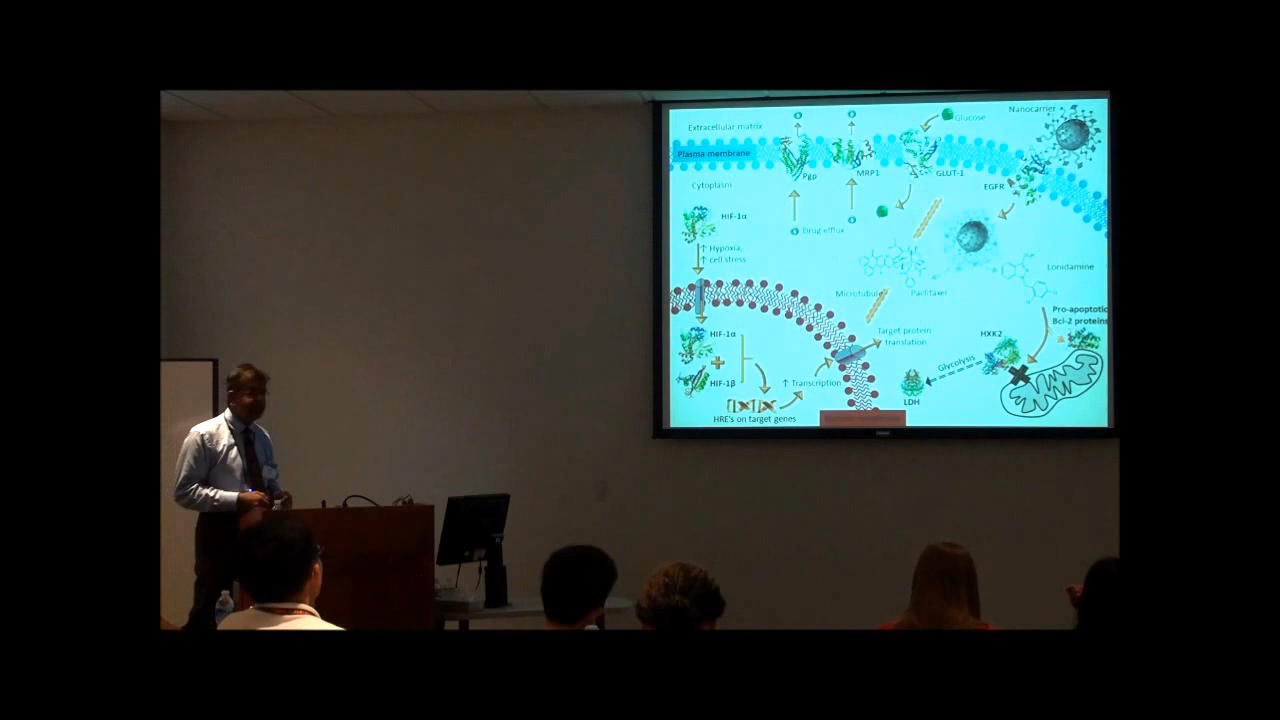 Nanocarrier
Glucose
Extracellular matrix
Plasma membrane
Pgp
MRP1
GLUT-1
EGFR
Cytoplasm
HIF-1α
Drug efflux
↑ Hypoxia,
↑ cell stress
Lonidamine
Microtubule
Paclitaxel
Pro-apoptotic
Bcl-2 proteins
HIF-1α
Target protein
translation
HXK2
Glycolysis
HIF-1β
↑ Transcription
LDH
HRE's on target genes